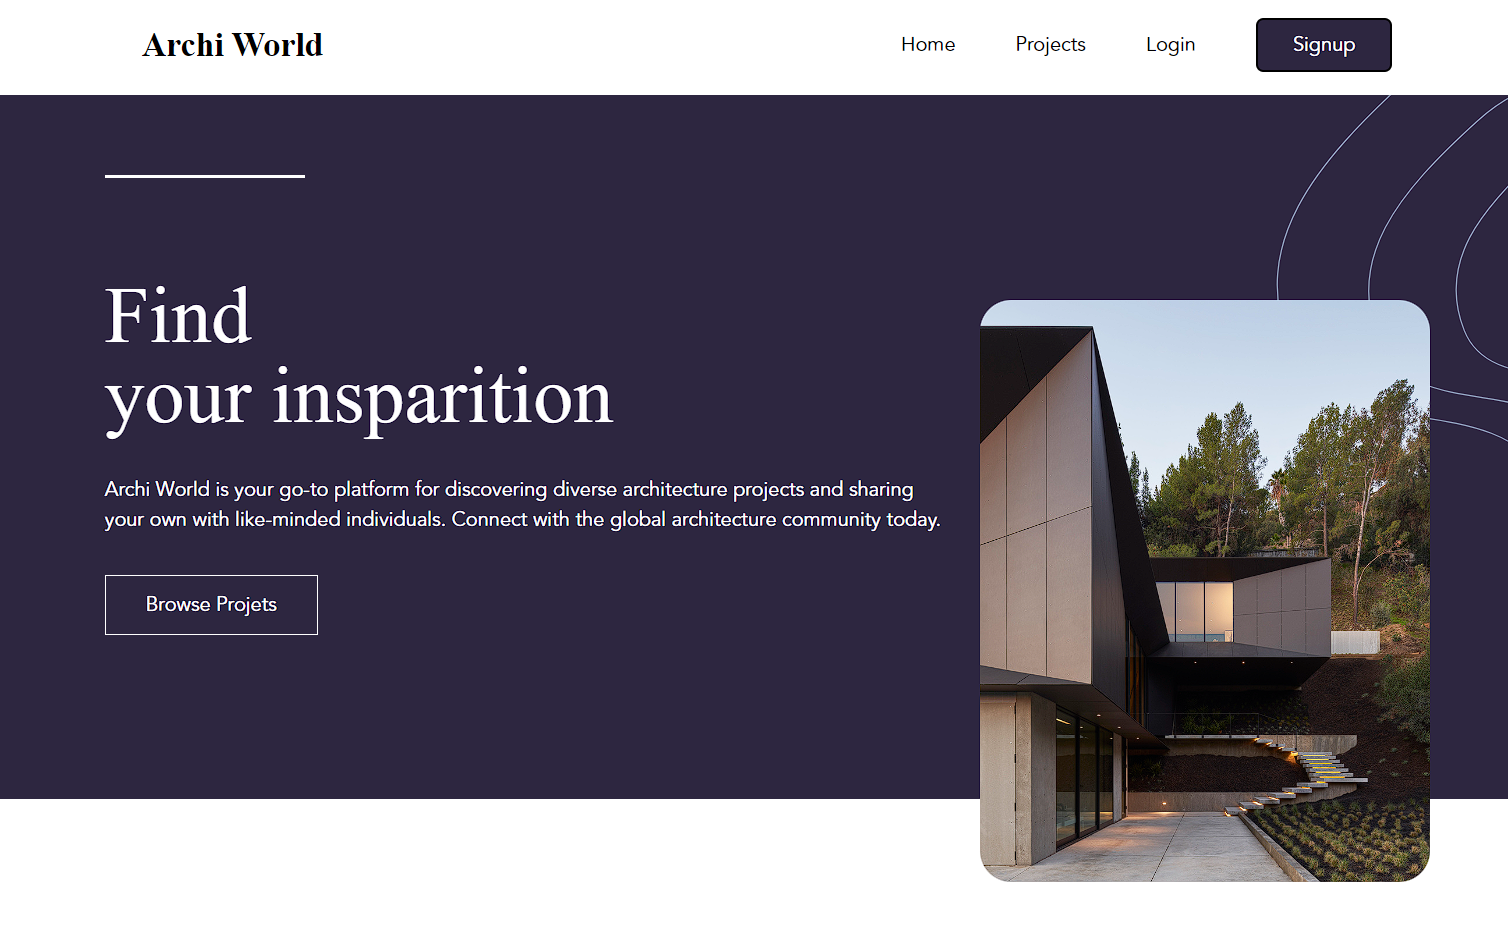 Archi World
Home Projects Login Signup
Find
your insparition
Archi World is your go-to platform for discovering diverse architecture projects and sharing
your own with like-minded individuals. Connect with the global architecture community today.
Browse Projets